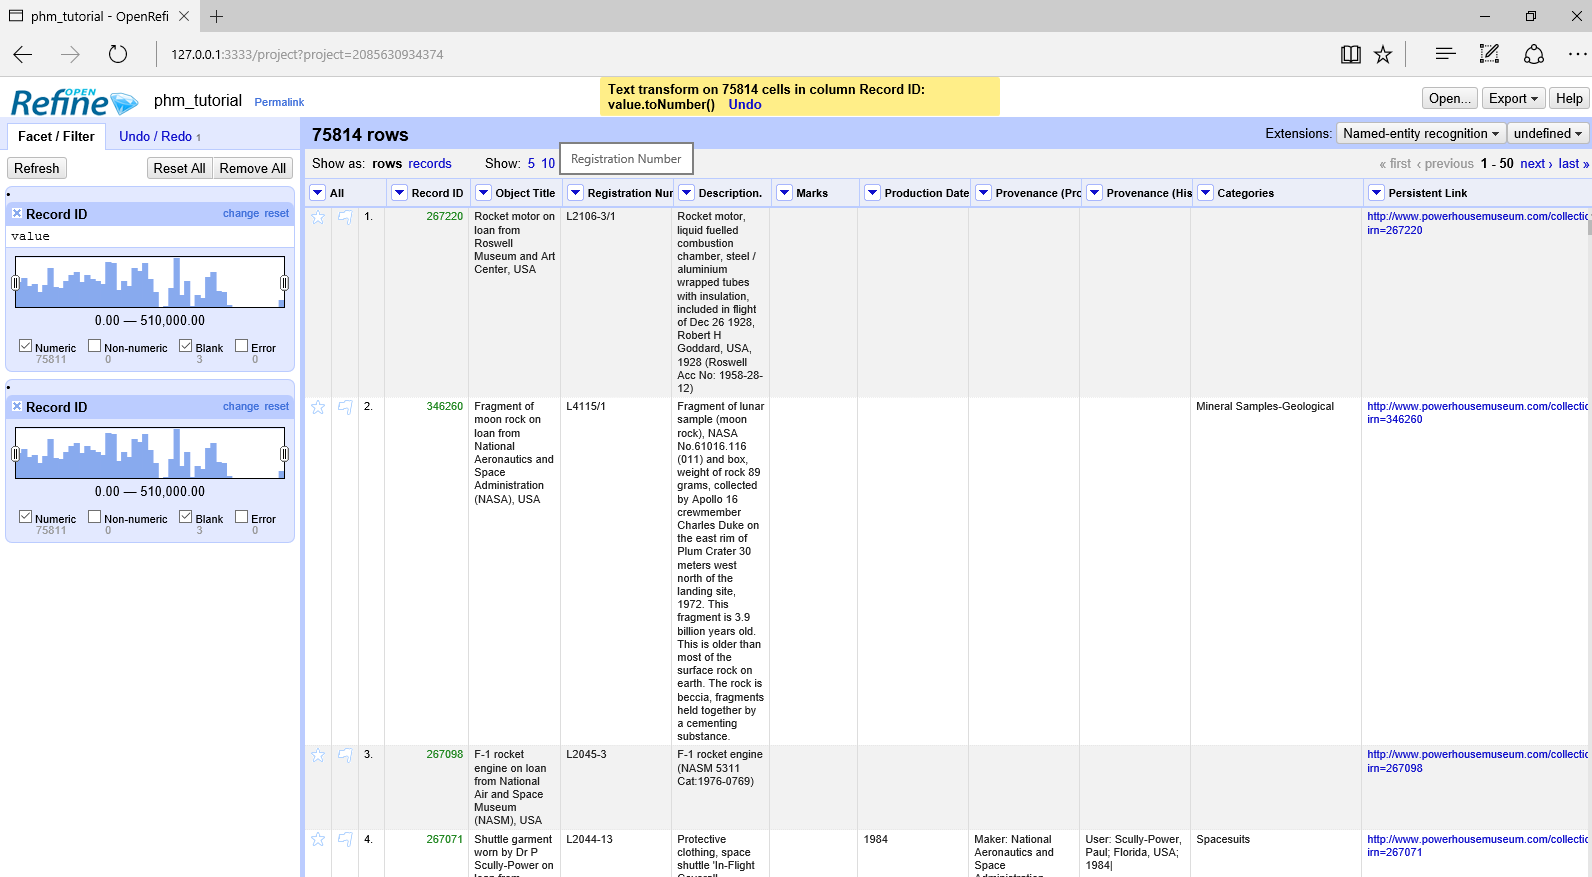 phm_tutorial - OpenRefi
127.0.0.1:3333/project?project=2085630934374
OPEN
Refine
phm_tutorial Permalink
Text transform on 75814 cells in column Record ID:
value.toNumber() Undo
Open... Export Help
Facet / Filter Undo / Redo 1
75814 rows
Extensions: Named-entity recognition undefined
Refresh Reset All Remove All
Show as: rows records Show: 5 10
Registration Number
« first ‹ previous 1 - 50 next › last »
All Record ID Object Title Registration Nur Description. Marks Production Date Provenance (Pro Provenance (His Categories Persistent Link
Record ID change reset
value
0.00 — 510,000.00
Numeric Non-numeric Blank Error
75811 0 3 0
Record ID change reset
0.00 — 510,000.00
Numeric Non-numeric Blank Error
75811 0 3 0
1.
267220
Rocket motor on
loan from
Roswell
Museum and Art
Center, USA
L2106-3/1
Rocket motor,
liquid fuelled
combustion
chamber, steel /
aluminium
wrapped tubes
with insulation,
included in flight
of Dec 26 1928,
Robert H
Goddard, USA,
1928 (Roswell
Acc No: 1958-28-
12)
http://www.powerhousemuseum.com/collectic
irn=267220
2.
346260
Fragment of
moon rock on
loan from
National
Aeronautics and
Space
Administration
(NASA), USA
L4115/1
Fragment of lunar
sample (moon
rock), NASA
No.61016.116
(011) and box,
weight of rock 89
grams, collected
by Apollo 16
crewmember
Charles Duke on
the east rim of
Plum Crater 30
meters west
north of the
landing site,
1972. This
fragment is 3.9
billion years old.
This is older than
most of the
surface rock on
earth. The rock is
beccia, fragments
held together by
a cementing
substance.
Mineral Samples-Geological
http://www.powerhousemuseum.com/collectic
irn=346260
3.
267098
F-1 rocket
engine on loan
from National
Air and Space
Museum
(NASM), USA
L2045-3
F-1 rocket engine
(NASM 5311
Cat:1976-0769)
http://www.powerhousemuseum.com/collectic
irn=267098
4.
267071
Shuttle garment
worn by Dr P
Scully-Power on
loan from
L2044-13
Protective
clothing, space
shuttle 'In-Flight
Coverall
1984
Maker: National
Aeronautics and
Space
Administration
User: Scully-Power,
Paul; Florida, USA;
1984|
Spacesuits
http://www.powerhousemuseum.com/collectic
irn=267071